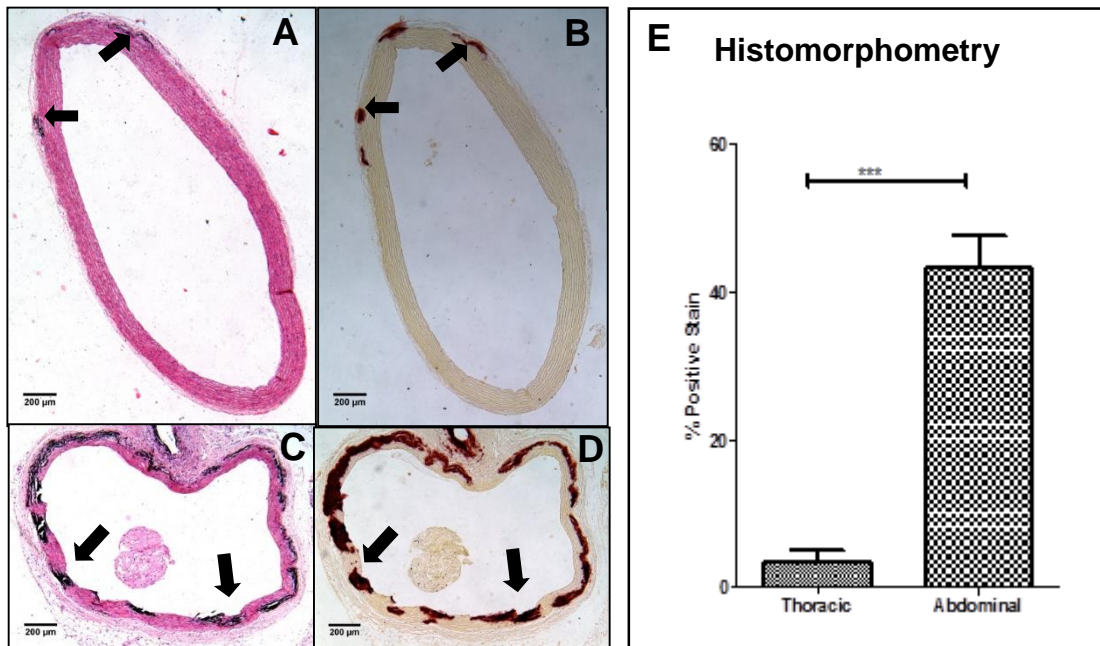 A
B
200 µm
200 µm
C
D
200 µm
200 µm
E
Histomorphometry
***
% Positive Stain
60
40
20
0
Thoracic
Abdominal